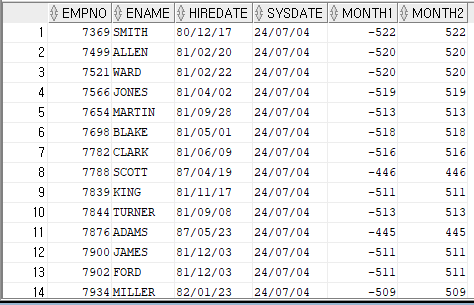 EMPNO ENAME HIREDATE SYSDATE MONTH1 MONTH2
1 7369 SMITH 80/12/17 24/07/04 -522 522
2 7499 ALLEN 81/02/20 24/07/04 -520 520
3 7521 WARD 81/02/22 24/07/04 -520 520
4 7566 JONES 81/04/02 24/07/04 -519 519
5 7654 MARTIN 81/09/28 24/07/04 -513 513
6 7698 BLAKE 81/05/01 24/07/04 -518 518
7 7782 CLARK 81/06/09 24/07/04 -516 516
8 7788 SCOTT 87/04/19 24/07/04 -446 446
9 7839 KING 81/11/17 24/07/04 -511 511
10 7844 TURNER 81/09/08 24/07/04 -513 513
11 7876 ADAMS 87/05/23 24/07/04 -445 445
12 7900 JAMES 81/12/03 24/07/04 -511 511
13 7902 FORD 81/12/03 24/07/04 -511 511
14 7934 MILLER 82/01/23 24/07/04 -509 509